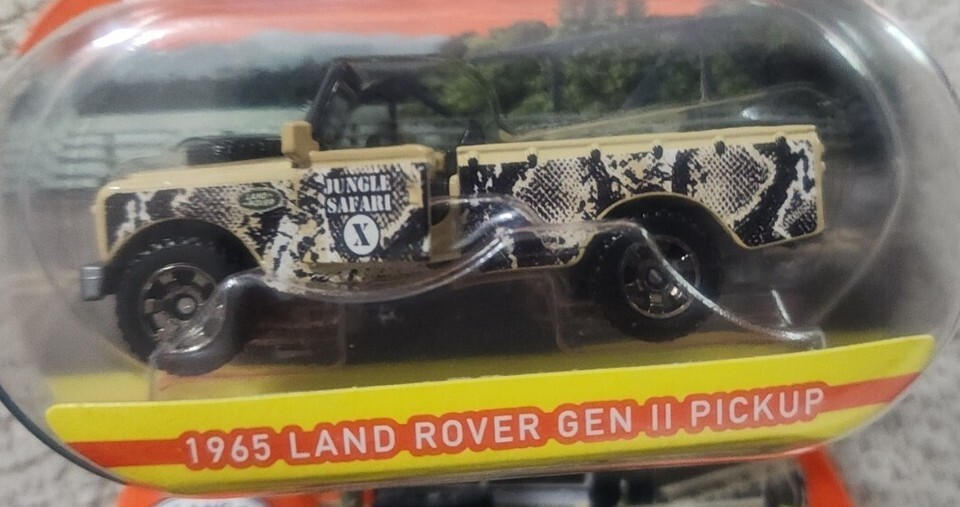 JUNGLE
SAFARI
X
1965 LAND ROVER GEN II PICKUP